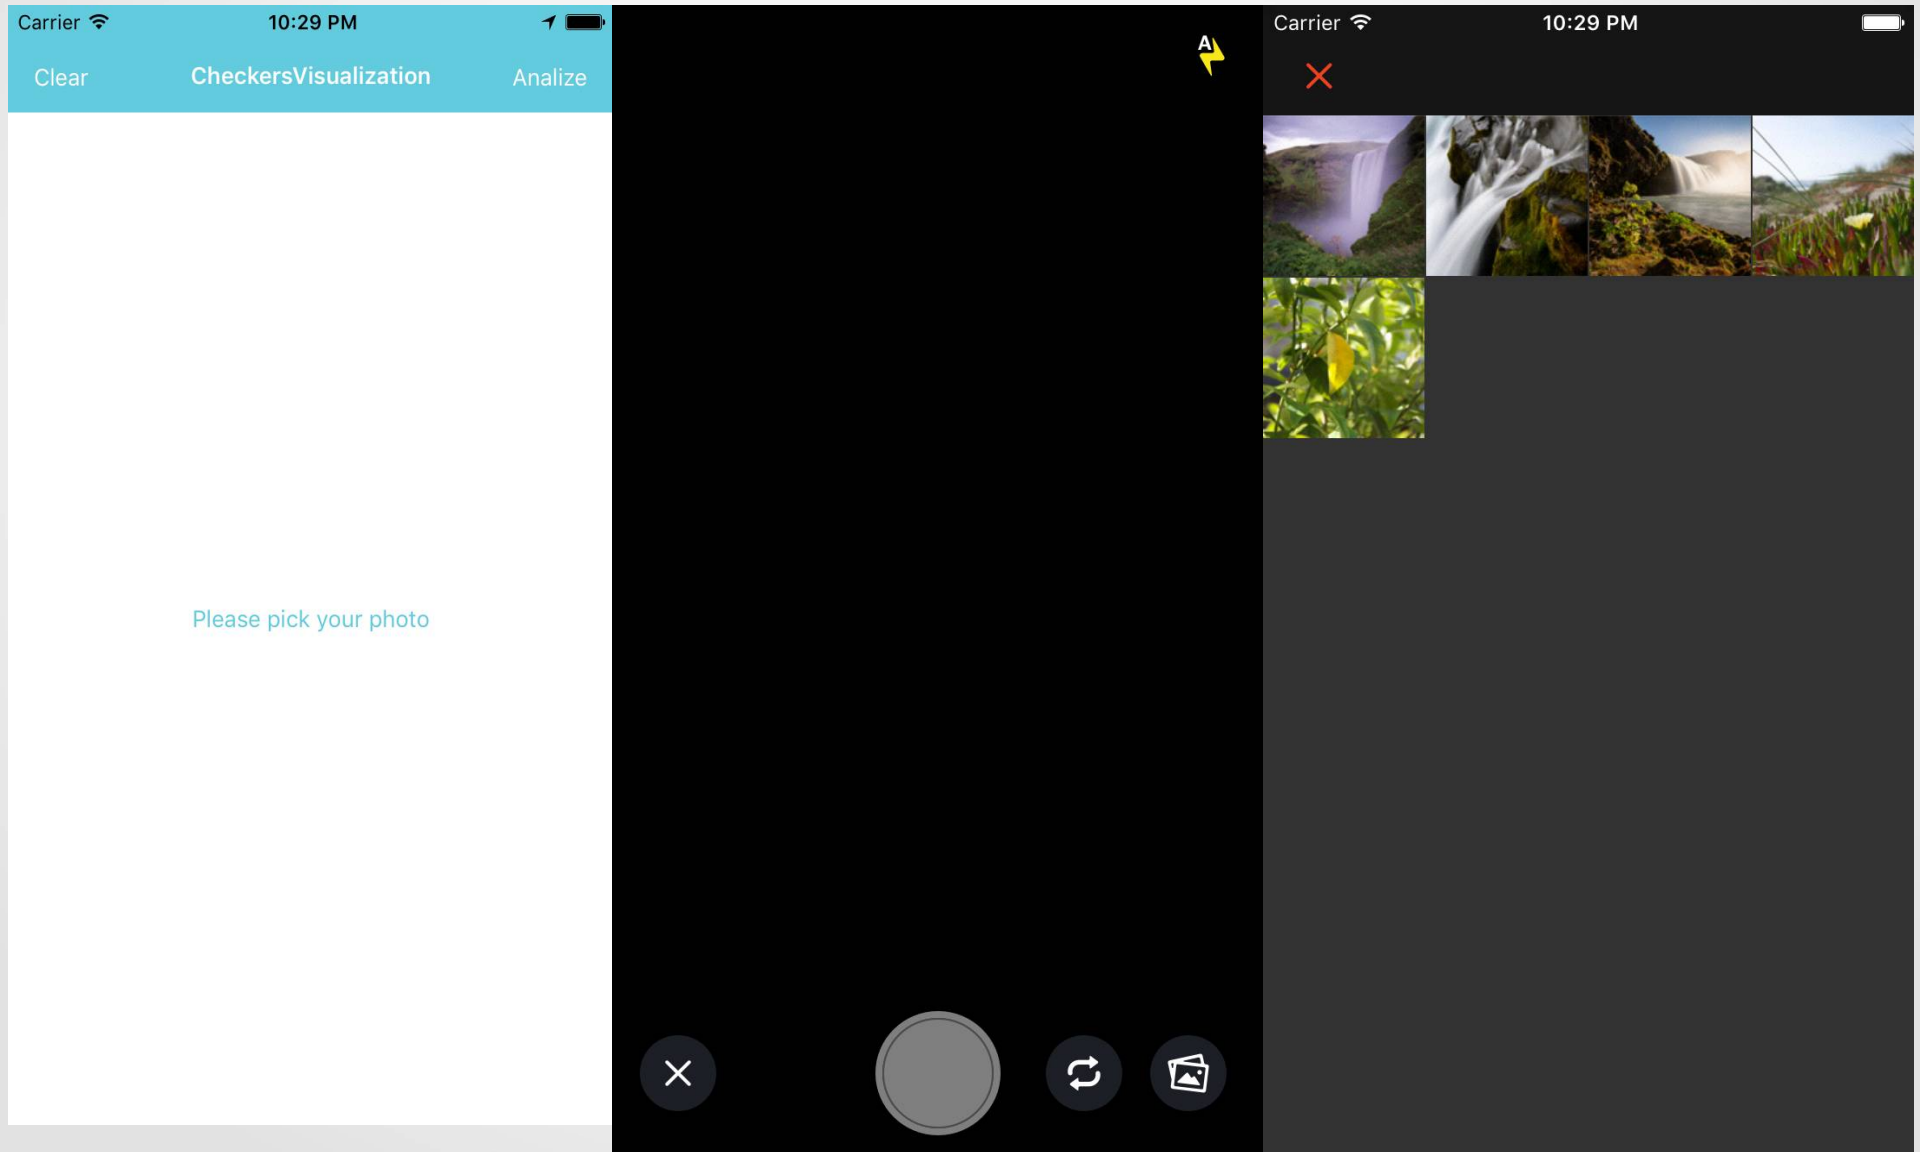 Carrier 10:29 PM
Clear CheckersVisualization Analize
Please pick your photo
A
Carrier 10:29 PM